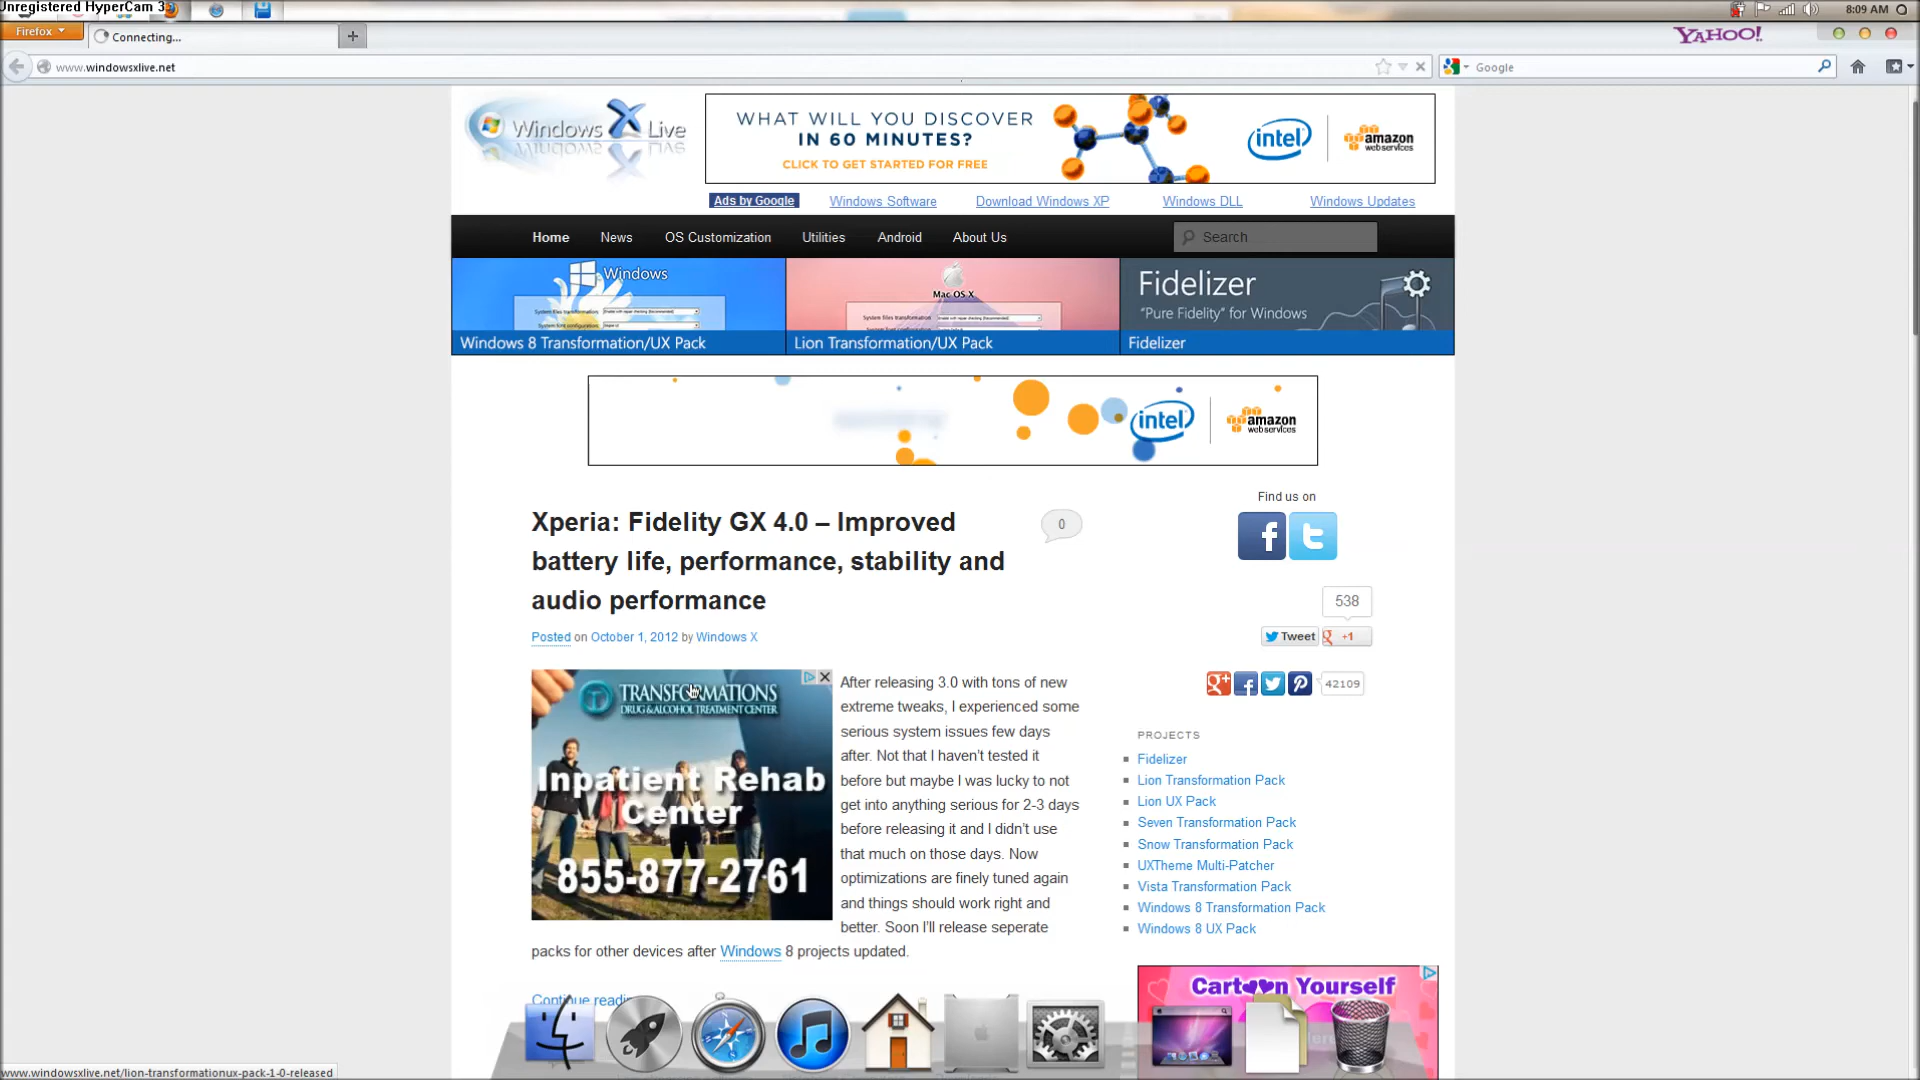 Unregistered HyperCam 3
8:09 AM
Firefox
Connecting...
YAHOO!
www.windowsxlive.net
Google
Windows X Live
WHAT WILL YOU DISCOVER
IN 60 MINUTES?
CLICK TO GET STARTED FOR FREE
intel
amazon
webservices
Ads by Google
Windows Software
Download Windows XP
Windows DLL
Windows Updates
Home
News
OS Customization
Utilities
Android
About Us
Search
Windows
Windows 8 Transformation/UX Pack
Mac OS X
Lion Transformation/UX Pack
Fidelizer
"Pure Fidelity" for Windows
Fidelizer
intel
amazon
webservices
Xperia: Fidelity GX 4.0 – Improved
battery life, performance, stability and
audio performance
0
Posted on October 1, 2012 by Windows X
TRANSFORMATIONS
DRUG & ALCOHOL TREATMENT CENTER
Inpatient Rehab
Center
855-877-2761
After releasing 3.0 with tons of new
extreme tweaks, I experienced some
serious system issues few days
after. Not that I haven't tested it
before but maybe I was lucky to not
get into anything serious for 2-3 days
before releasing it and I didn't use
that much on those days. Now
optimizations are finely tuned again
and things should work right and
better. Soon I'll release seperate
packs for other devices after Windows 8 projects updated.
Find us on
538
Tweet
+1
42109
PROJECTS
Fidelizer
Lion Transformation Pack
Lion UX Pack
Seven Transformation Pack
Snow Transformation Pack
UXTheme Multi-Patcher
Vista Transformation Pack
Windows 8 Transformation Pack
Windows 8 UX Pack
Cartoon Yourself
Continue readin
www.windowsxlive.net/lion-transformationux-pack-1-0-released